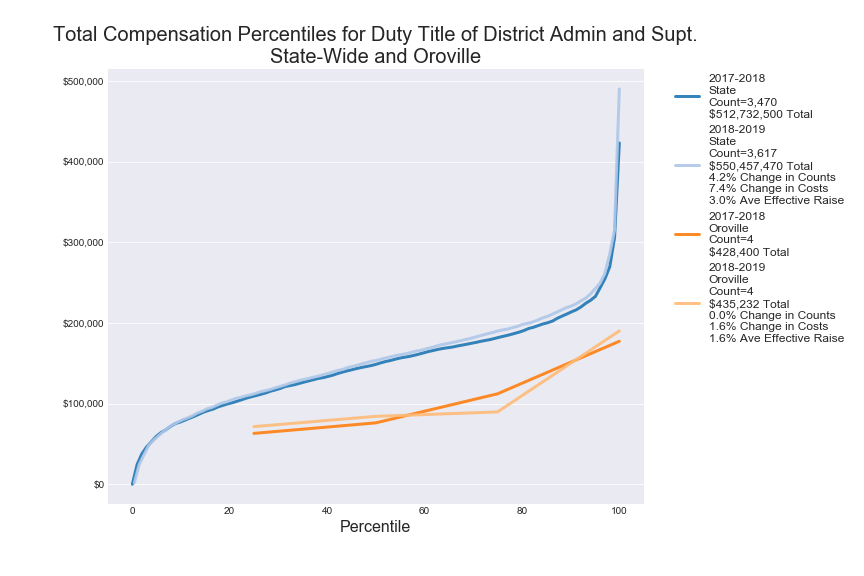 Total Compensation Percentiles for Duty Title of District Admin and Supt.
State-Wide and Oroville
$500,000
$400,000
$300,000
$200,000
$100,000
$0
0
20
40
60
80
100
Percentile
2017-2018
State
Count=3,470
$512,732,500 Total
2018-2019
State
Count=3,617
$550,457,470 Total
4.2% Change in Counts
7.4% Change in Costs
3.0% Ave Effective Raise
2017-2018
Oroville
Count=4
$428,400 Total
2018-2019
Oroville
Count=4
$435,232 Total
0.0% Change in Counts
1.6% Change in Costs
1.6% Ave Effective Raise